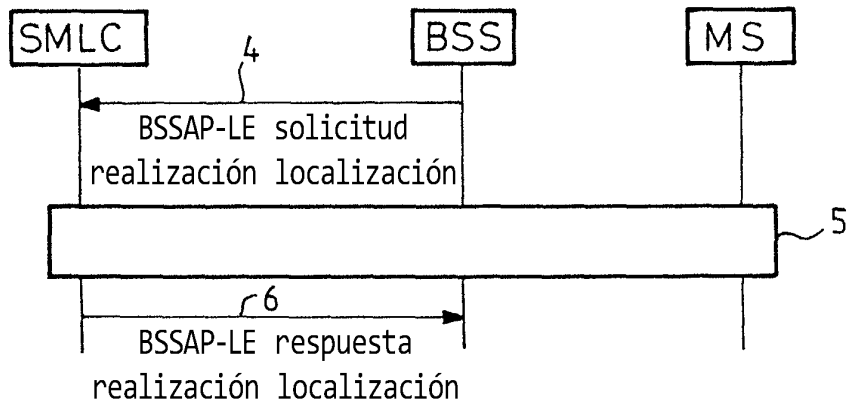 SMLC BSS MS
4
BSSAP-LE solicitud
realización localización
5
6
BSSAP-LE respuesta
realización localización